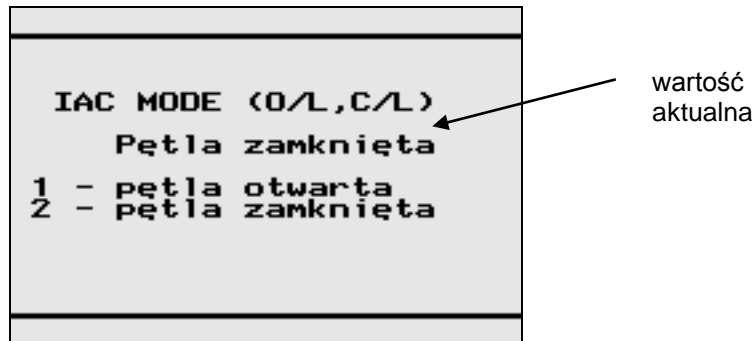 IAC MODE (O/L,C/L)
Pętla zamknięta
1 - pętla otwarta
2 - pętla zamknięta
wartość
aktualna